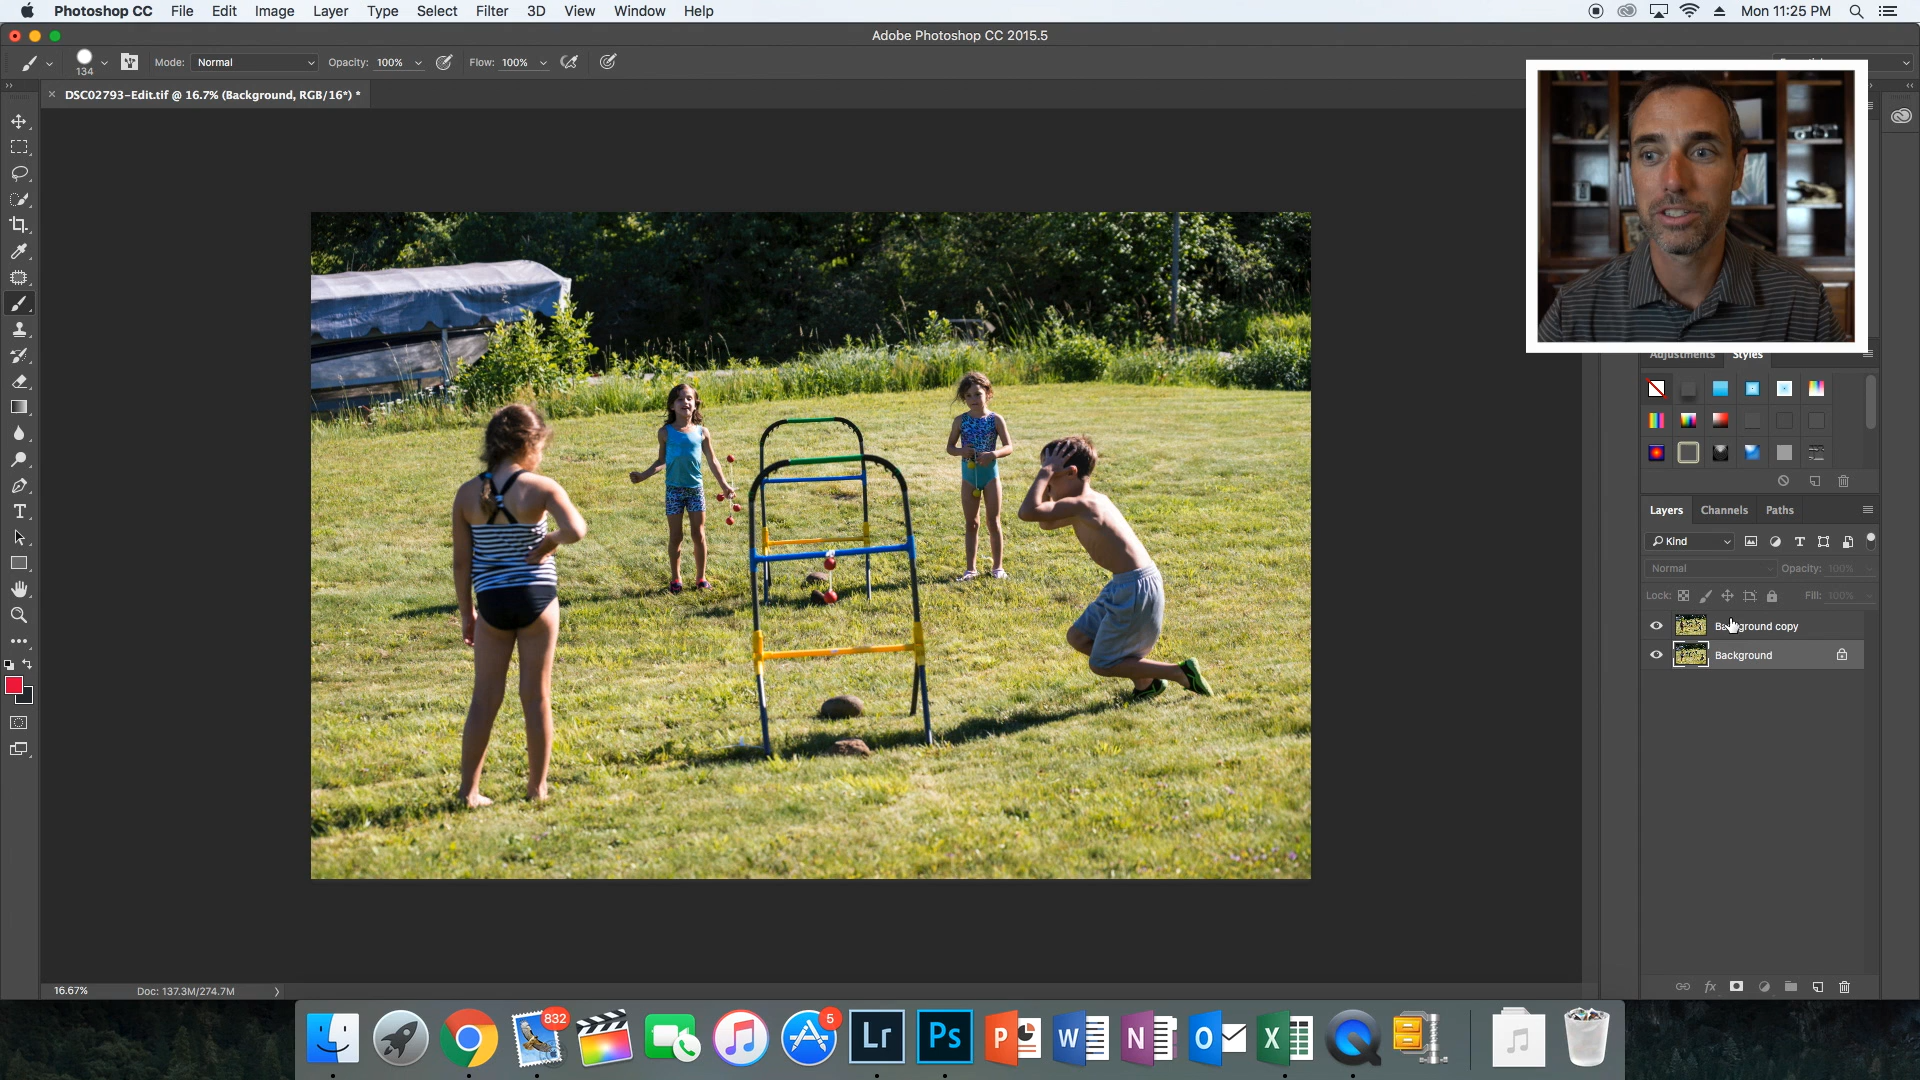 Photoshop CC File Edit Image Layer Type Select Filter 3D View Window Help Mon 11:25 PM
Adobe Photoshop CC 2015.5
134 Mode: Normal Opacity: 100% Flow: 100%
× DSC02793-Edit.tif @ 16.7% (Background, RGB/16*) *
Adjustments Styles
Layers Channels Paths
Kind
Normal Opacity: 100%
Lock: Fill: 100%
Background copy
Background
16.67% Doc: 137.3M/274.7M
832
5
Lr Ps P W N O X